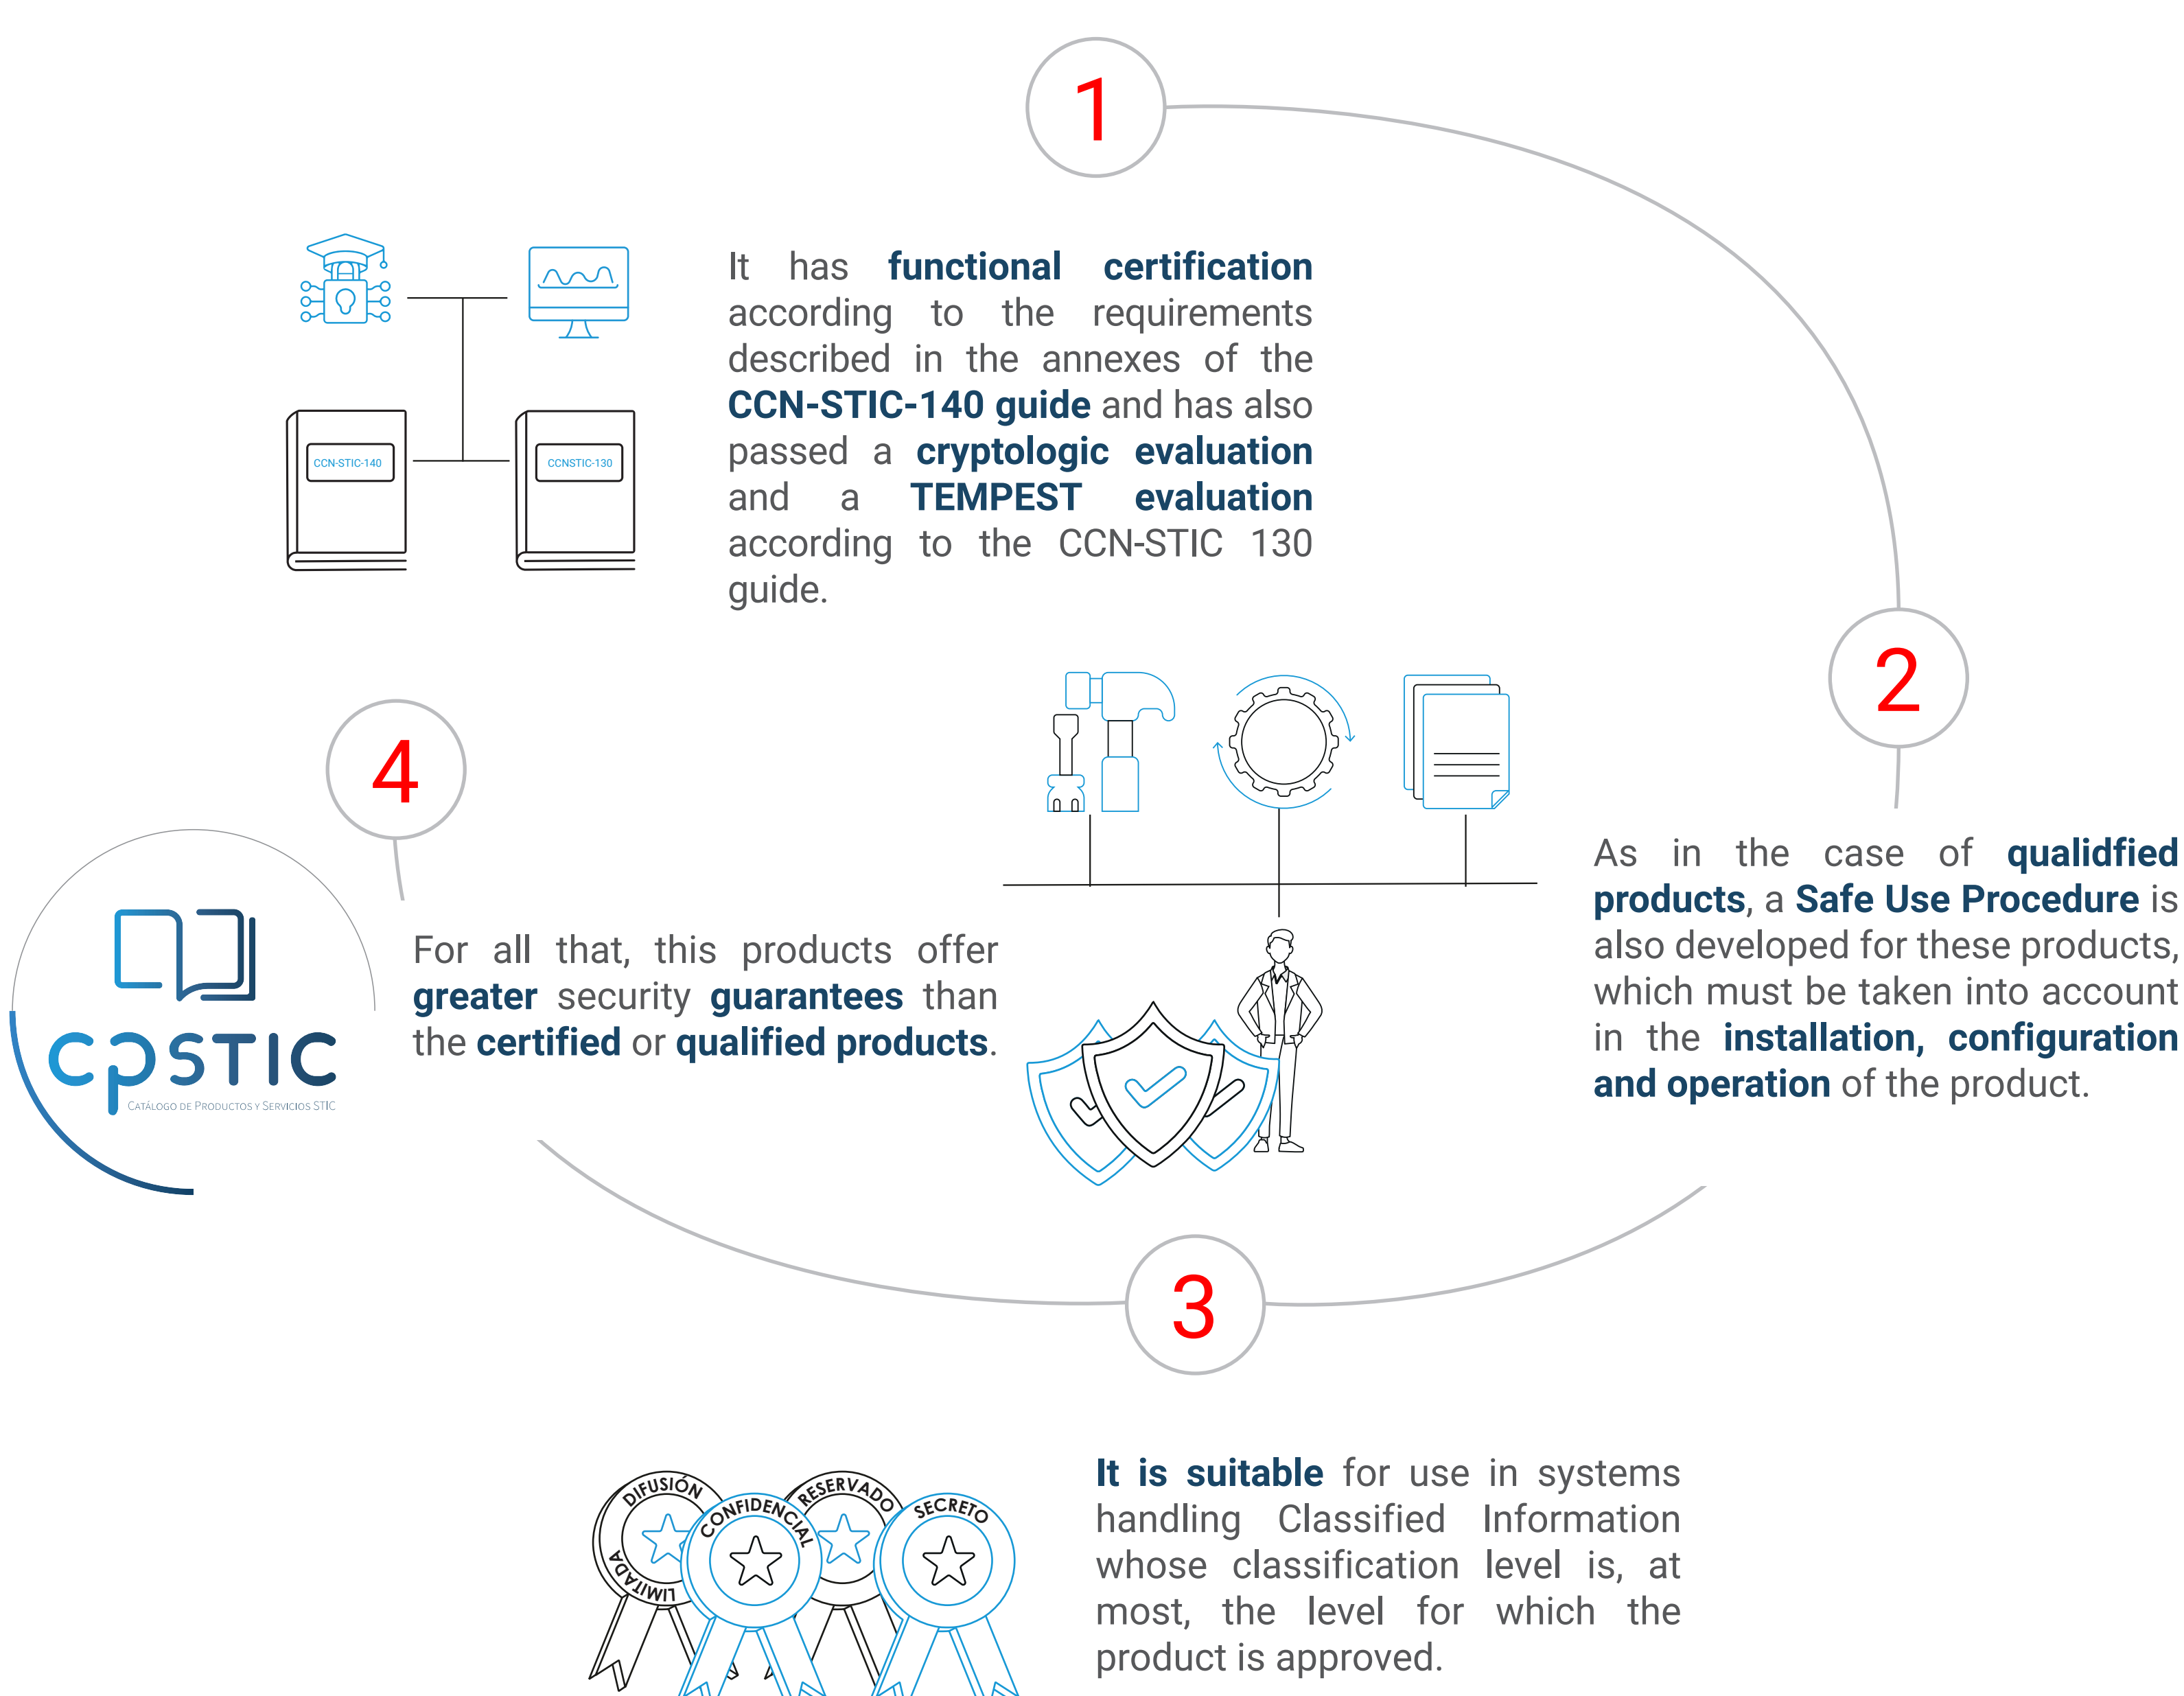 1
It has functional certification
according to the requirements
described in the annexes of the
CCN-STIC-140 guide and has also
passed a cryptologic evaluation
and a TEMPEST evaluation
according to the CCN-STIC 130
guide.
CCN-STIC-140
CCNSTIC-130
2
As in the case of qualidfied
products, a Safe Use Procedure is
also developed for these products,
which must be taken into account
in the installation, configuration
and operation of the product.
3
It is suitable for use in systems
handling Classified Information
whose classification level is, at
most, the level for which the
product is approved.
DIFUSIÓN
LIMITADA
CONFIDENCIAL
RESERVADO
SECRETO
4
For all that, this products offer
greater security guarantees than
the certified or qualified products.
cpSTIC
CATÁLOGO DE PRODUCTOS Y SERVICIOS STIC